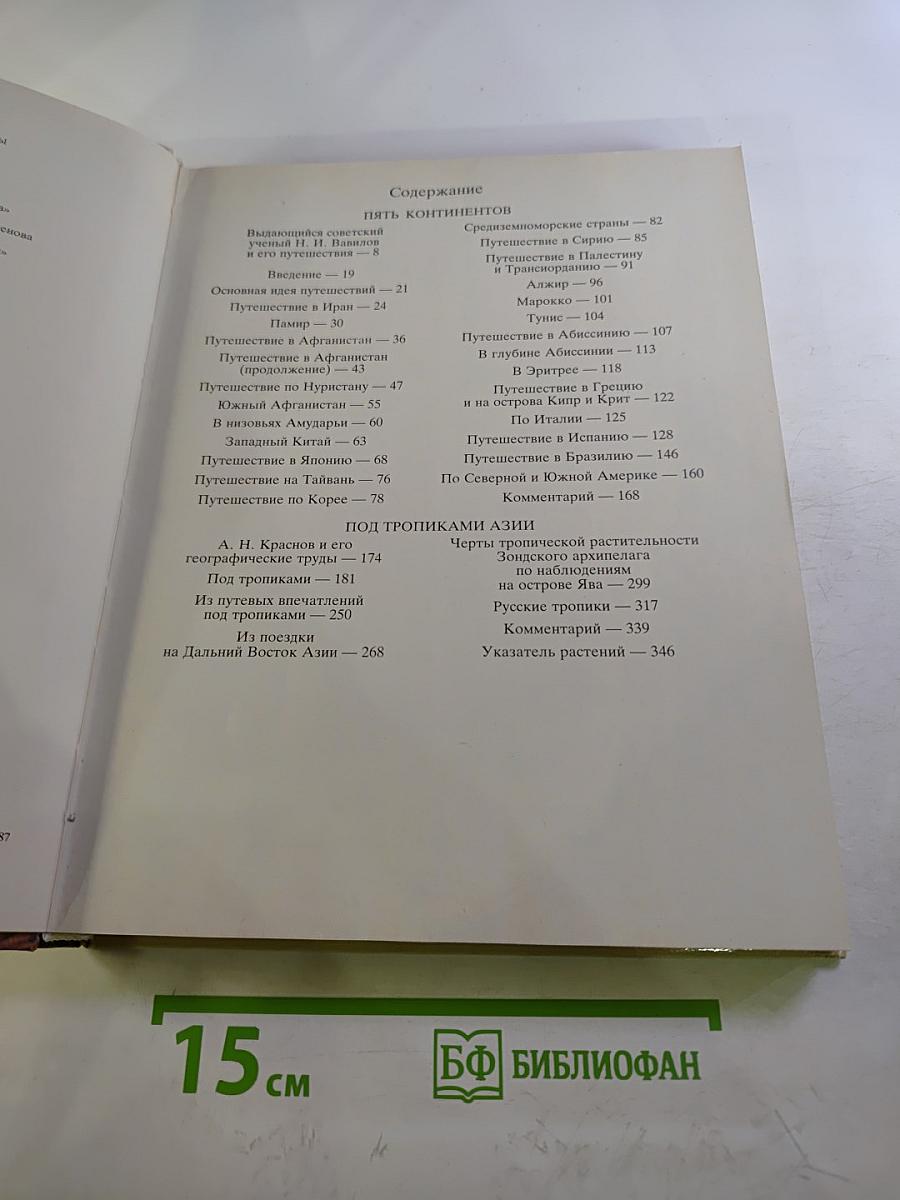 а»
енова
87
Содержание
ПЯТЬ КОНТИНЕНТОВ
Выдающийся советский
ученый Н. И. Вавилов
и его путешествия — 8
Введение — 19
Основная идея путешествий — 21
Путешествие в Иран — 24
Памир — 30
Путешествие в Афганистан — 36
Путешествие в Афганистан
(продолжение) — 43
Путешествие по Нуристану — 47
Южный Афганистан — 55
В низовьях Амударьи — 60
Западный Китай — 63
Путешествие в Японию — 68
Путешествие на Тайвань — 76
Путешествие по Корее — 78
Средиземноморские страны — 82
Путешествие в Сирию — 85
Путешествие в Палестину
и Трансиорданию — 91
Алжир — 96
Марокко — 101
Тунис — 104
Путешествие в Абиссинию — 107
В глубине Абиссинии — 113
В Эритрее — 118
Путешествие в Грецию
и на острова Кипр и Крит — 122
По Италии — 125
Путешествие в Испанию — 128
Путешествие в Бразилию — 146
По Северной и Южной Америке — 160
Комментарий — 168
ПОД ТРОПИКАМИ АЗИИ
А. Н. Краснов и его
географические труды — 174
Под тропиками — 181
Из путевых впечатлений
под тропиками — 250
Из поездки
на Дальний Восток Азии — 268
Черты тропической растительности
Зондского архипелага
по наблюдениям
на острове Ява — 299
Русские тропики — 317
Комментарий — 339
Указатель растений — 346
15 см
БФ БИБЛИОФАН